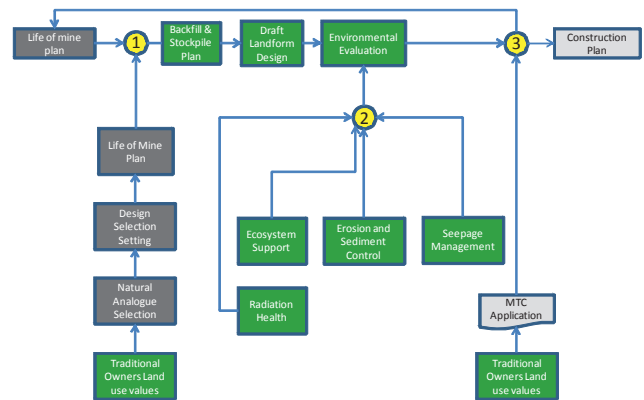 Life of mine
plan
1
Backfill &
Stockpile
Plan
Draft
Landform
Design
Environmental
Evaluation
3
Construction
Plan
2
Life of Mine
Plan
Design
Selection
Setting
Ecosystem
Support
Erosion and
Sediment
Control
Seepage
Management
Natural
Analogue
Selection
Radiation
Health
MTC
Application
Traditional
Owners Land
use values
Traditional
Owners Land
use values